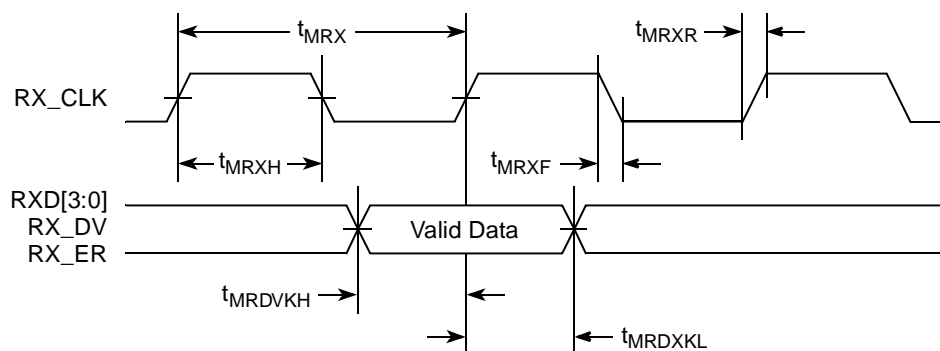 tMRX
tMRXR
RX_CLK
tMRXH
tMRXF
RXD[3:0]
RX_DV
Valid Data
RX_ER
tMRDVKH
tMRDXKL